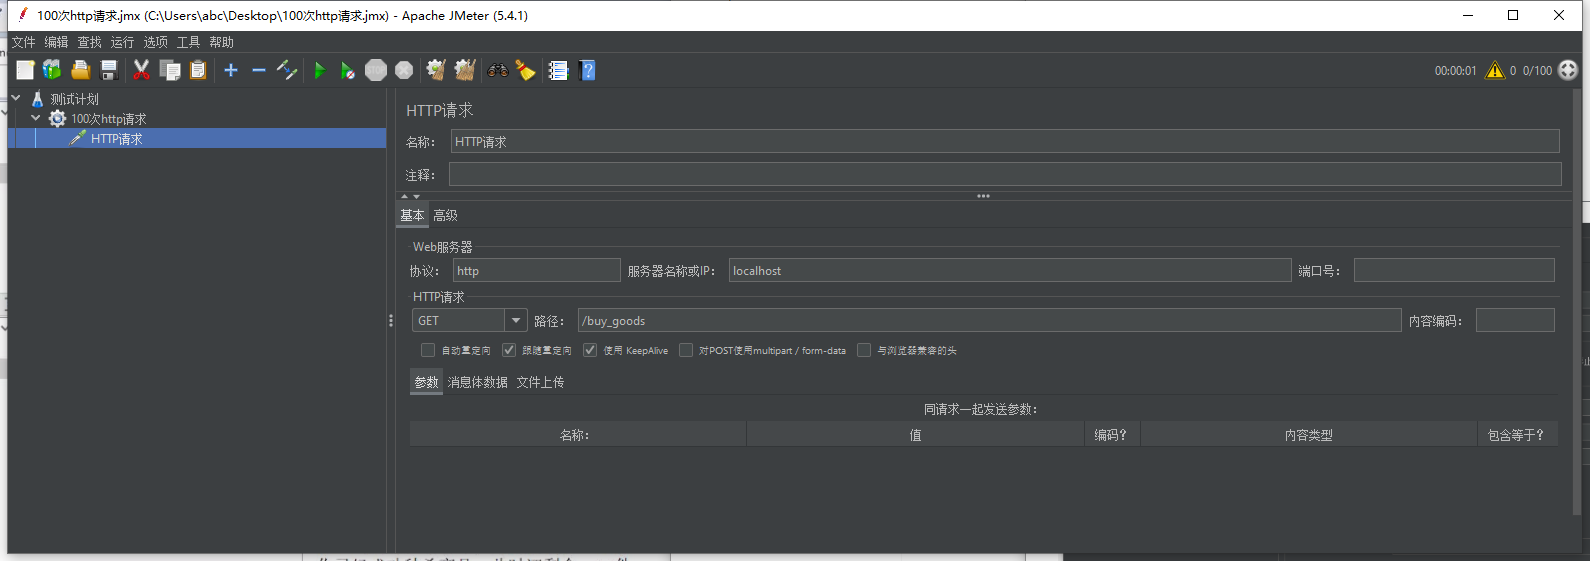 100次http请求.jmx (C:\Users\abc\Desktop\100次http请求.jmx) - Apache JMeter (5.4.1)
文件 编辑 查找 运行 选项 工具 帮助
STOP 00:00:01 0 0/100
测试计划
100次http请求
HTTP请求
HTTP请求
名称： HTTP请求
注释：
基本 高级
Web服务器
协议： http 服务器名称或IP： localhost 端口号：
HTTP请求
GET 路径： /buy_goods 内容编码：
自动重定向 跟随重定向 使用 KeepAlive 对POST使用multipart / form-data 与浏览器兼容的头
参数 消息体数据 文件上传
同请求一起发送参数：
名称： 值 编码? 内容类型 包含等于?